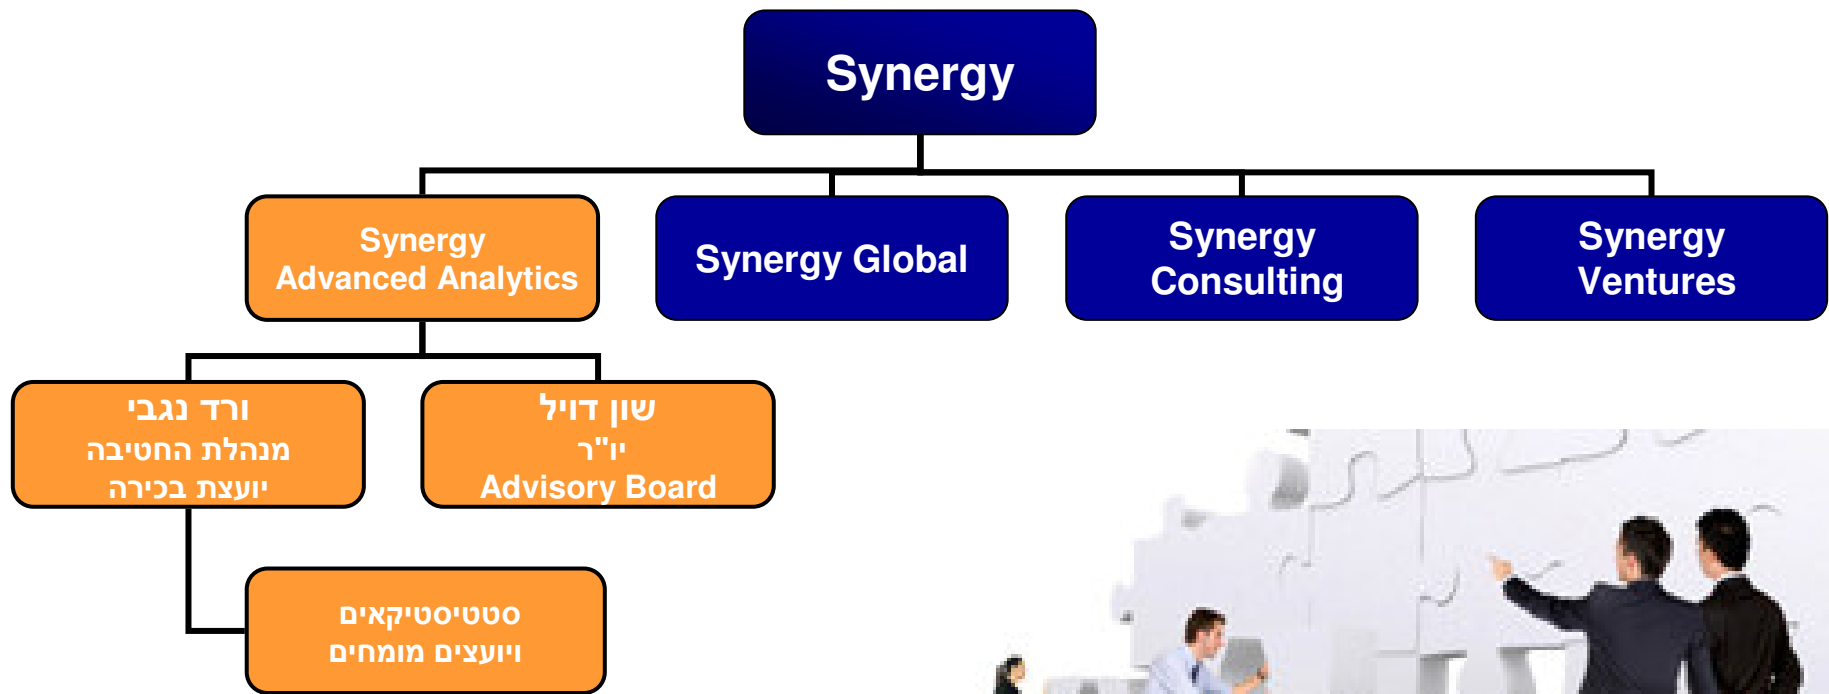 Synergy
Synergy
Advanced Analytics
Synergy Global
Synergy
Consulting
Synergy
Ventures
ורד נגבי
מנהלת החטיבה
יועצת בכירה
שון דויל
יו"ר
Advisory Board
סטטיסטיקאים
ויועצים מומחים